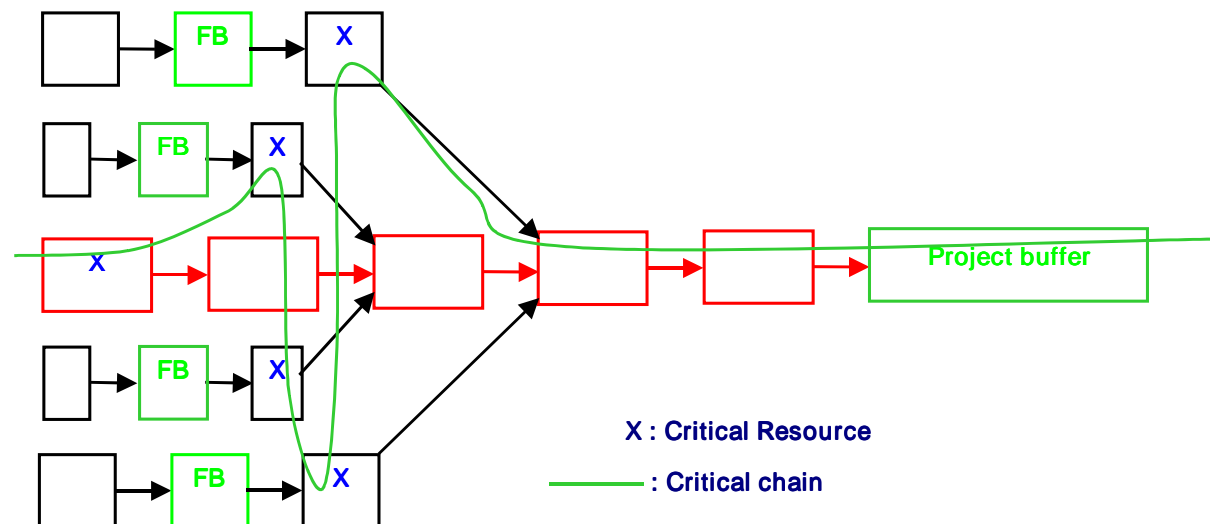 FB
X
FB
X
X
Project buffer
FB
X
X : Critical Resource
FB
X
: Critical chain